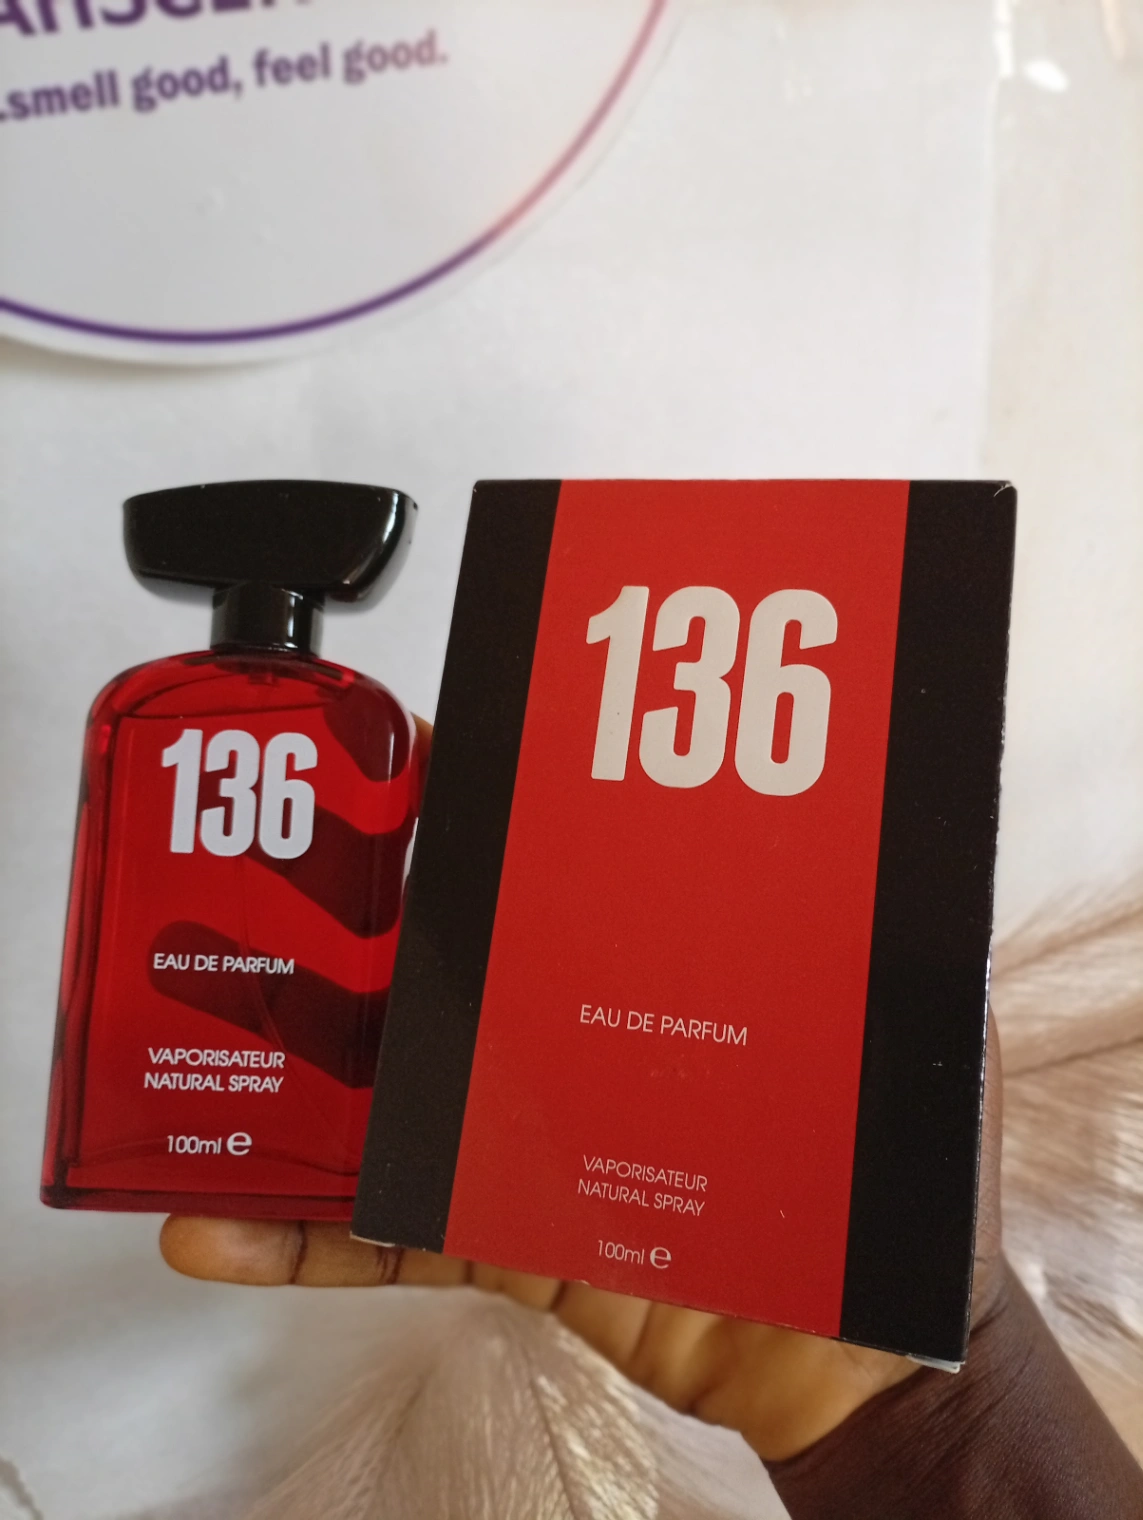 smell good, feel good.
136
EAU DE PARFUM
VAPORISATEUR
NATURAL SPRAY
100ml e
136
EAU DE PARFUM
VAPORISATEUR
NATURAL SPRAY
100ml e